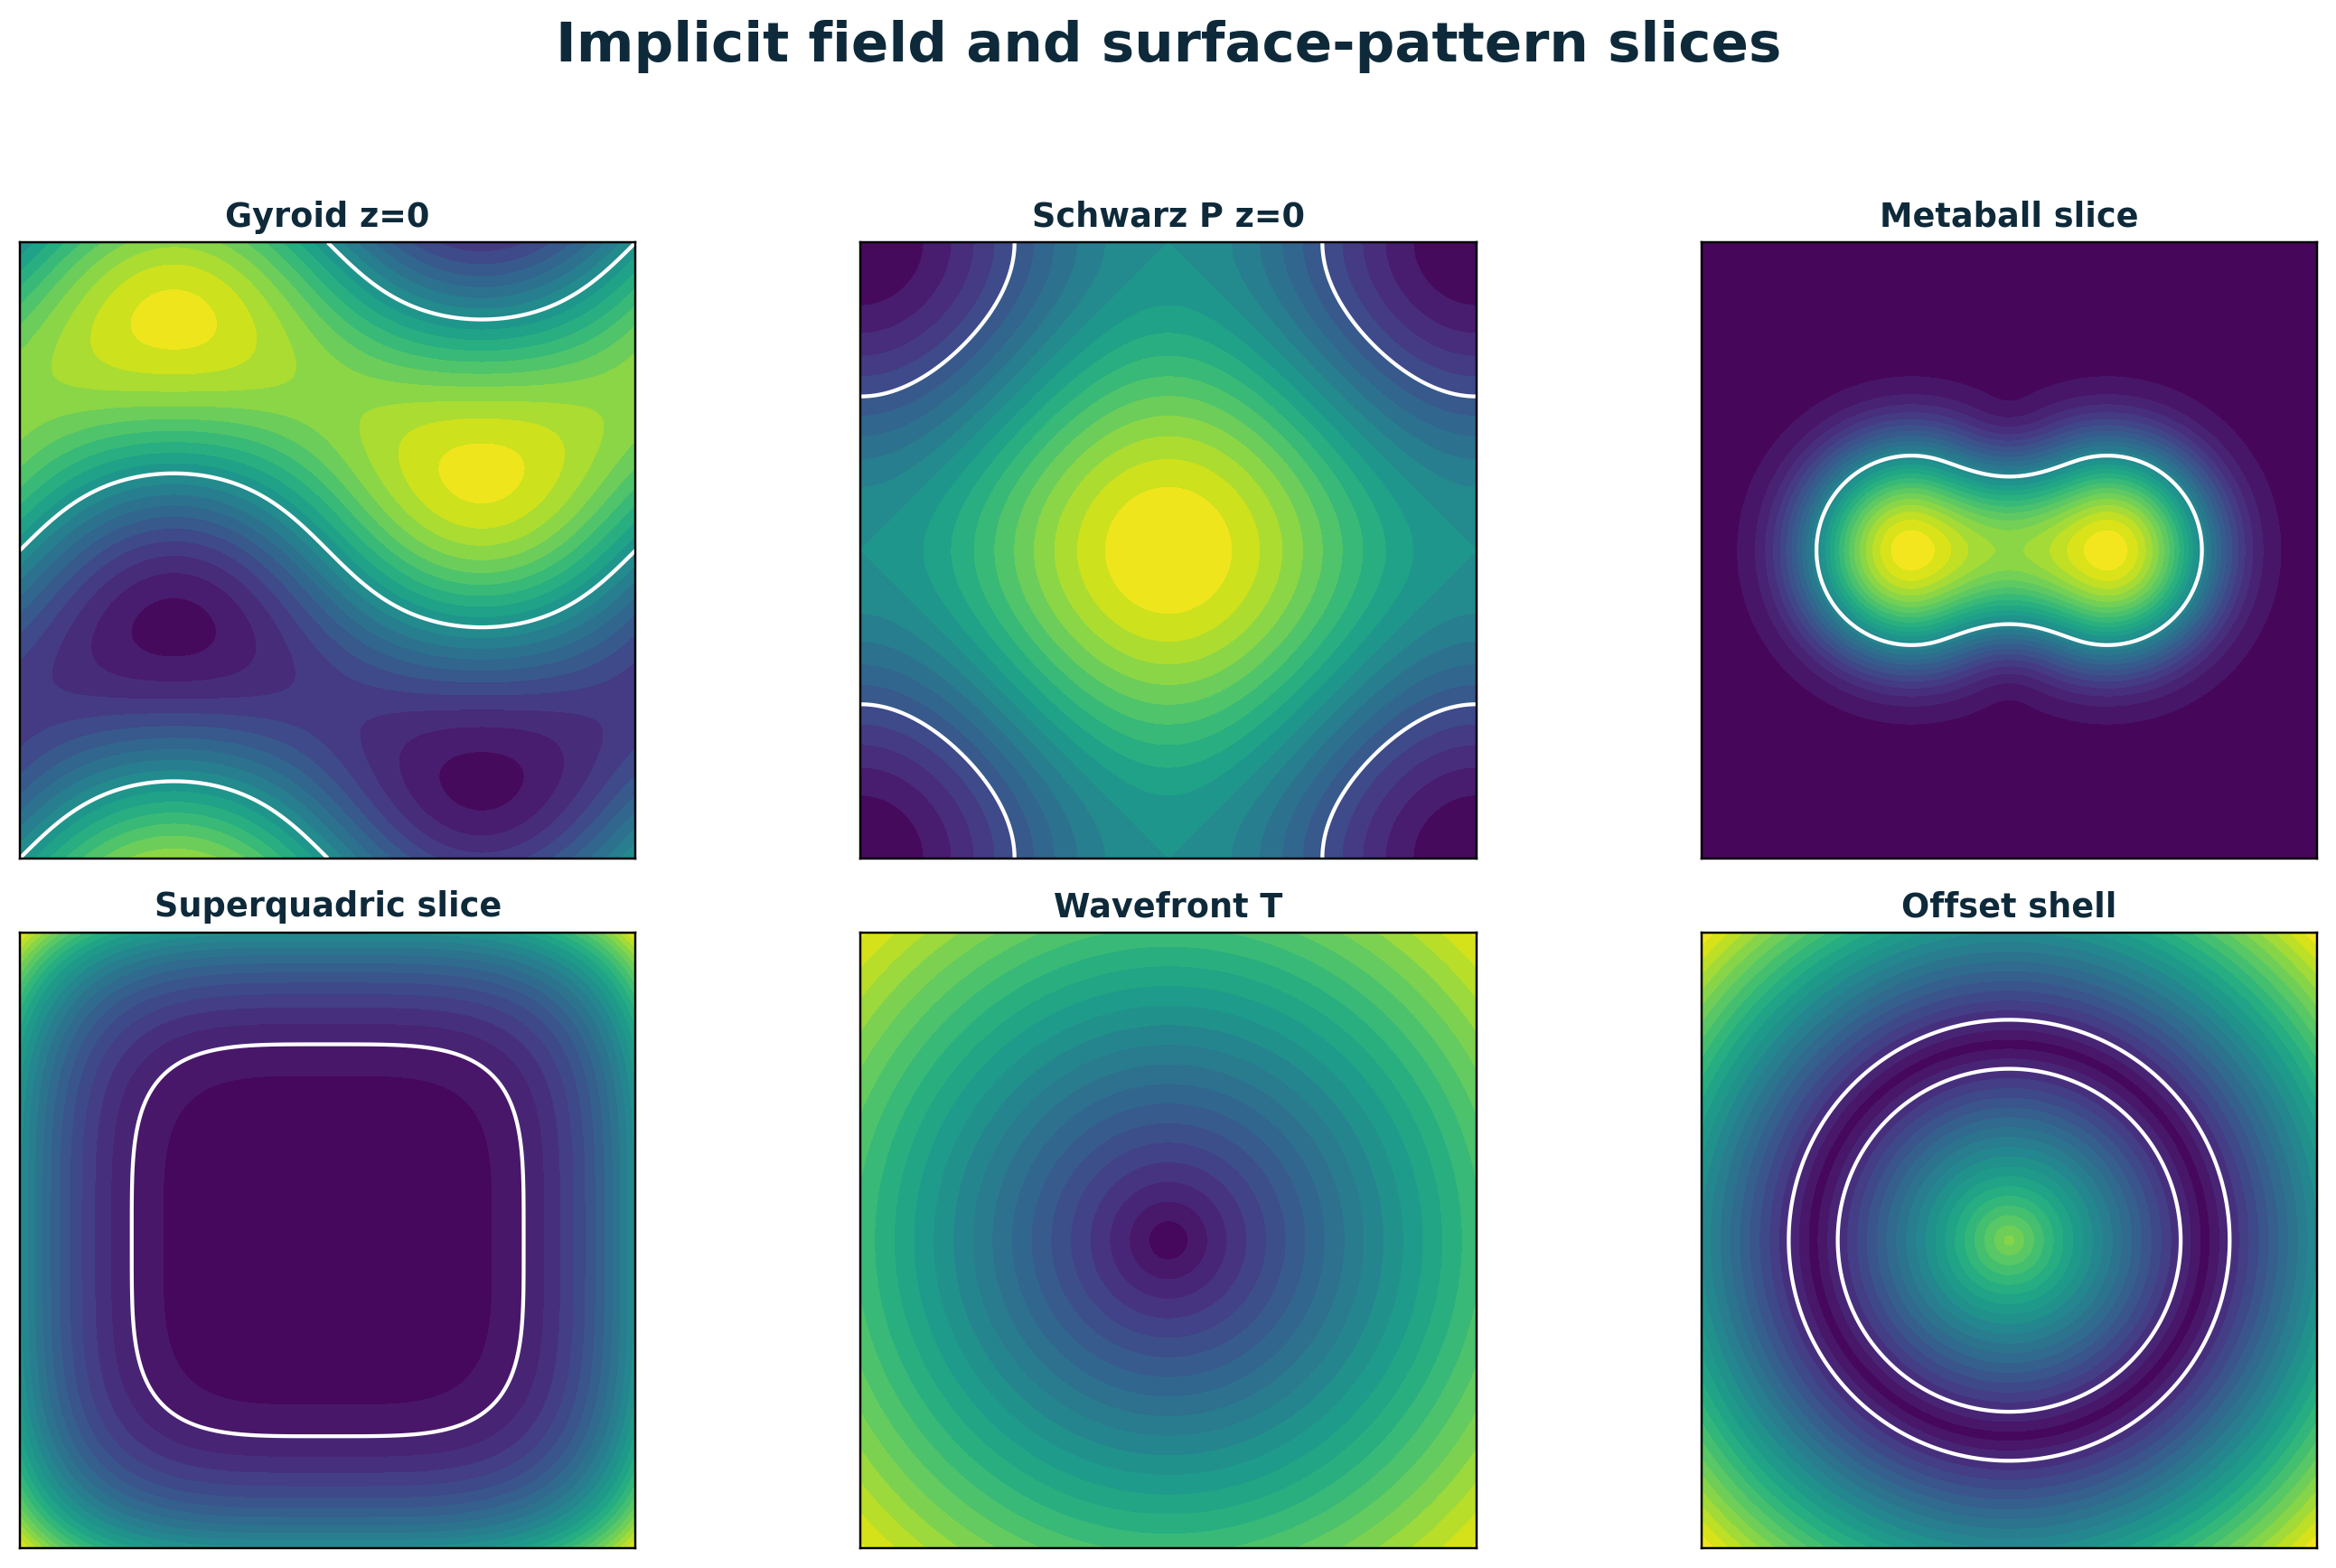 Implicit field and surface-pattern slices
Gyroid z=0
Schwarz P z=0
Metaball slice
Superquadric slice
Wavefront T
Offset shell